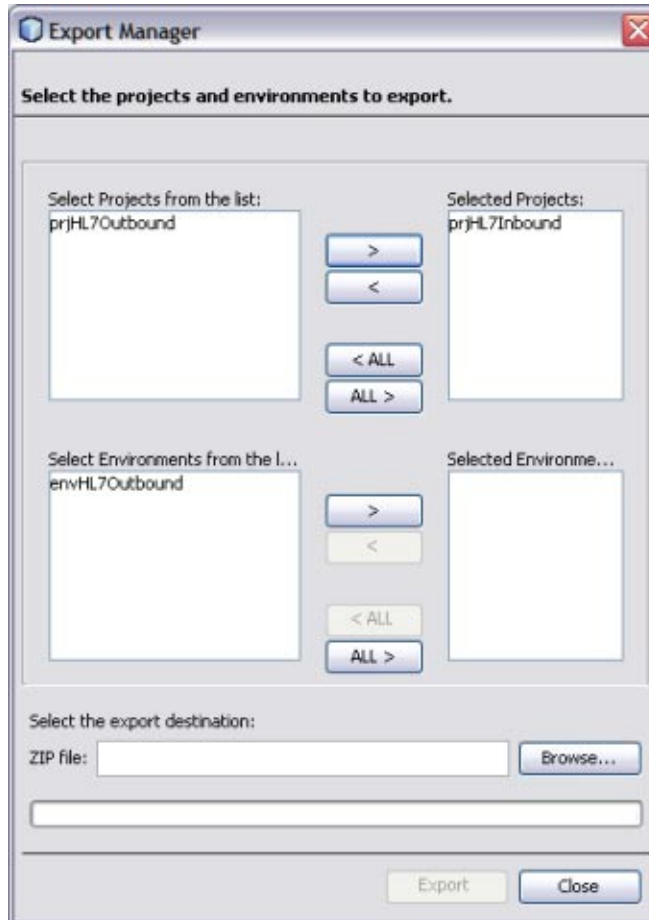 Export Manager
Select the projects and environments to export.
Select Projects from the list:
Selected Projects:
prjHL7Outbound
prjHL7Inbound
>
<
< ALL
ALL >
Select Environments from the l...
Selected Environme...
envHL7Outbound
>
<
< ALL
ALL >
Select the export destination:
ZIP file:
Browse...
Export
Close